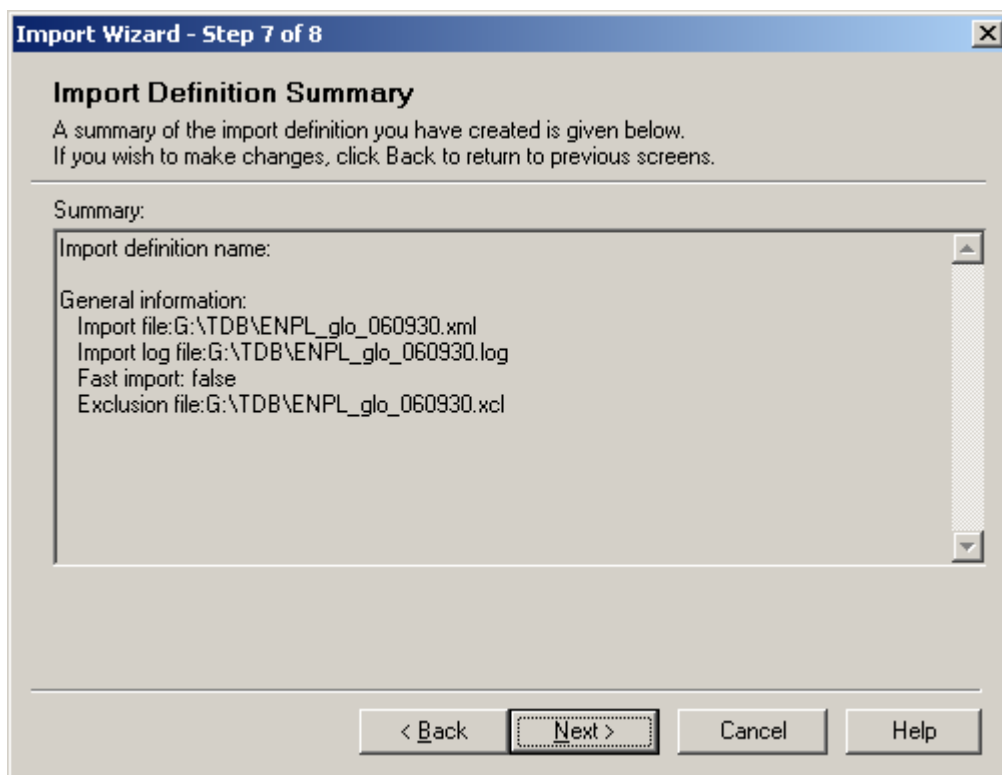 Import Wizard - Step 7 of 8
Import Definition Summary
A summary of the import definition you have created is given below.
If you wish to make changes, click Back to return to previous screens.
Summary:
Import definition name:
General information:
Import file:G:\TDB\ENPL_glo_060930.xml
Import log file:G:\TDB\ENPL_glo_060930.log
Fast import: false
Exclusion file:G:\TDB\ENPL_glo_060930.xcl
< Back Next > Cancel Help